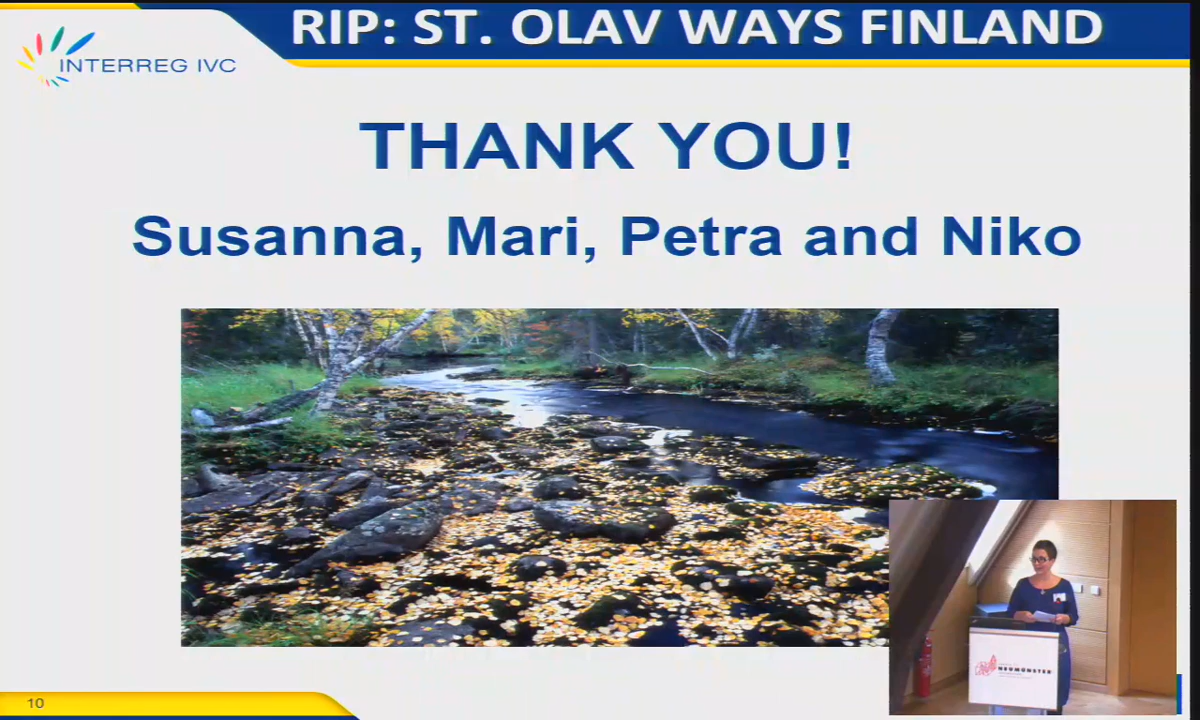 RIP: ST. OLAV WAYS FINLAND
INTERREG IVC
THANK YOU!
Susanna, Mari, Petra and Niko
NEUMÜNSTER
10